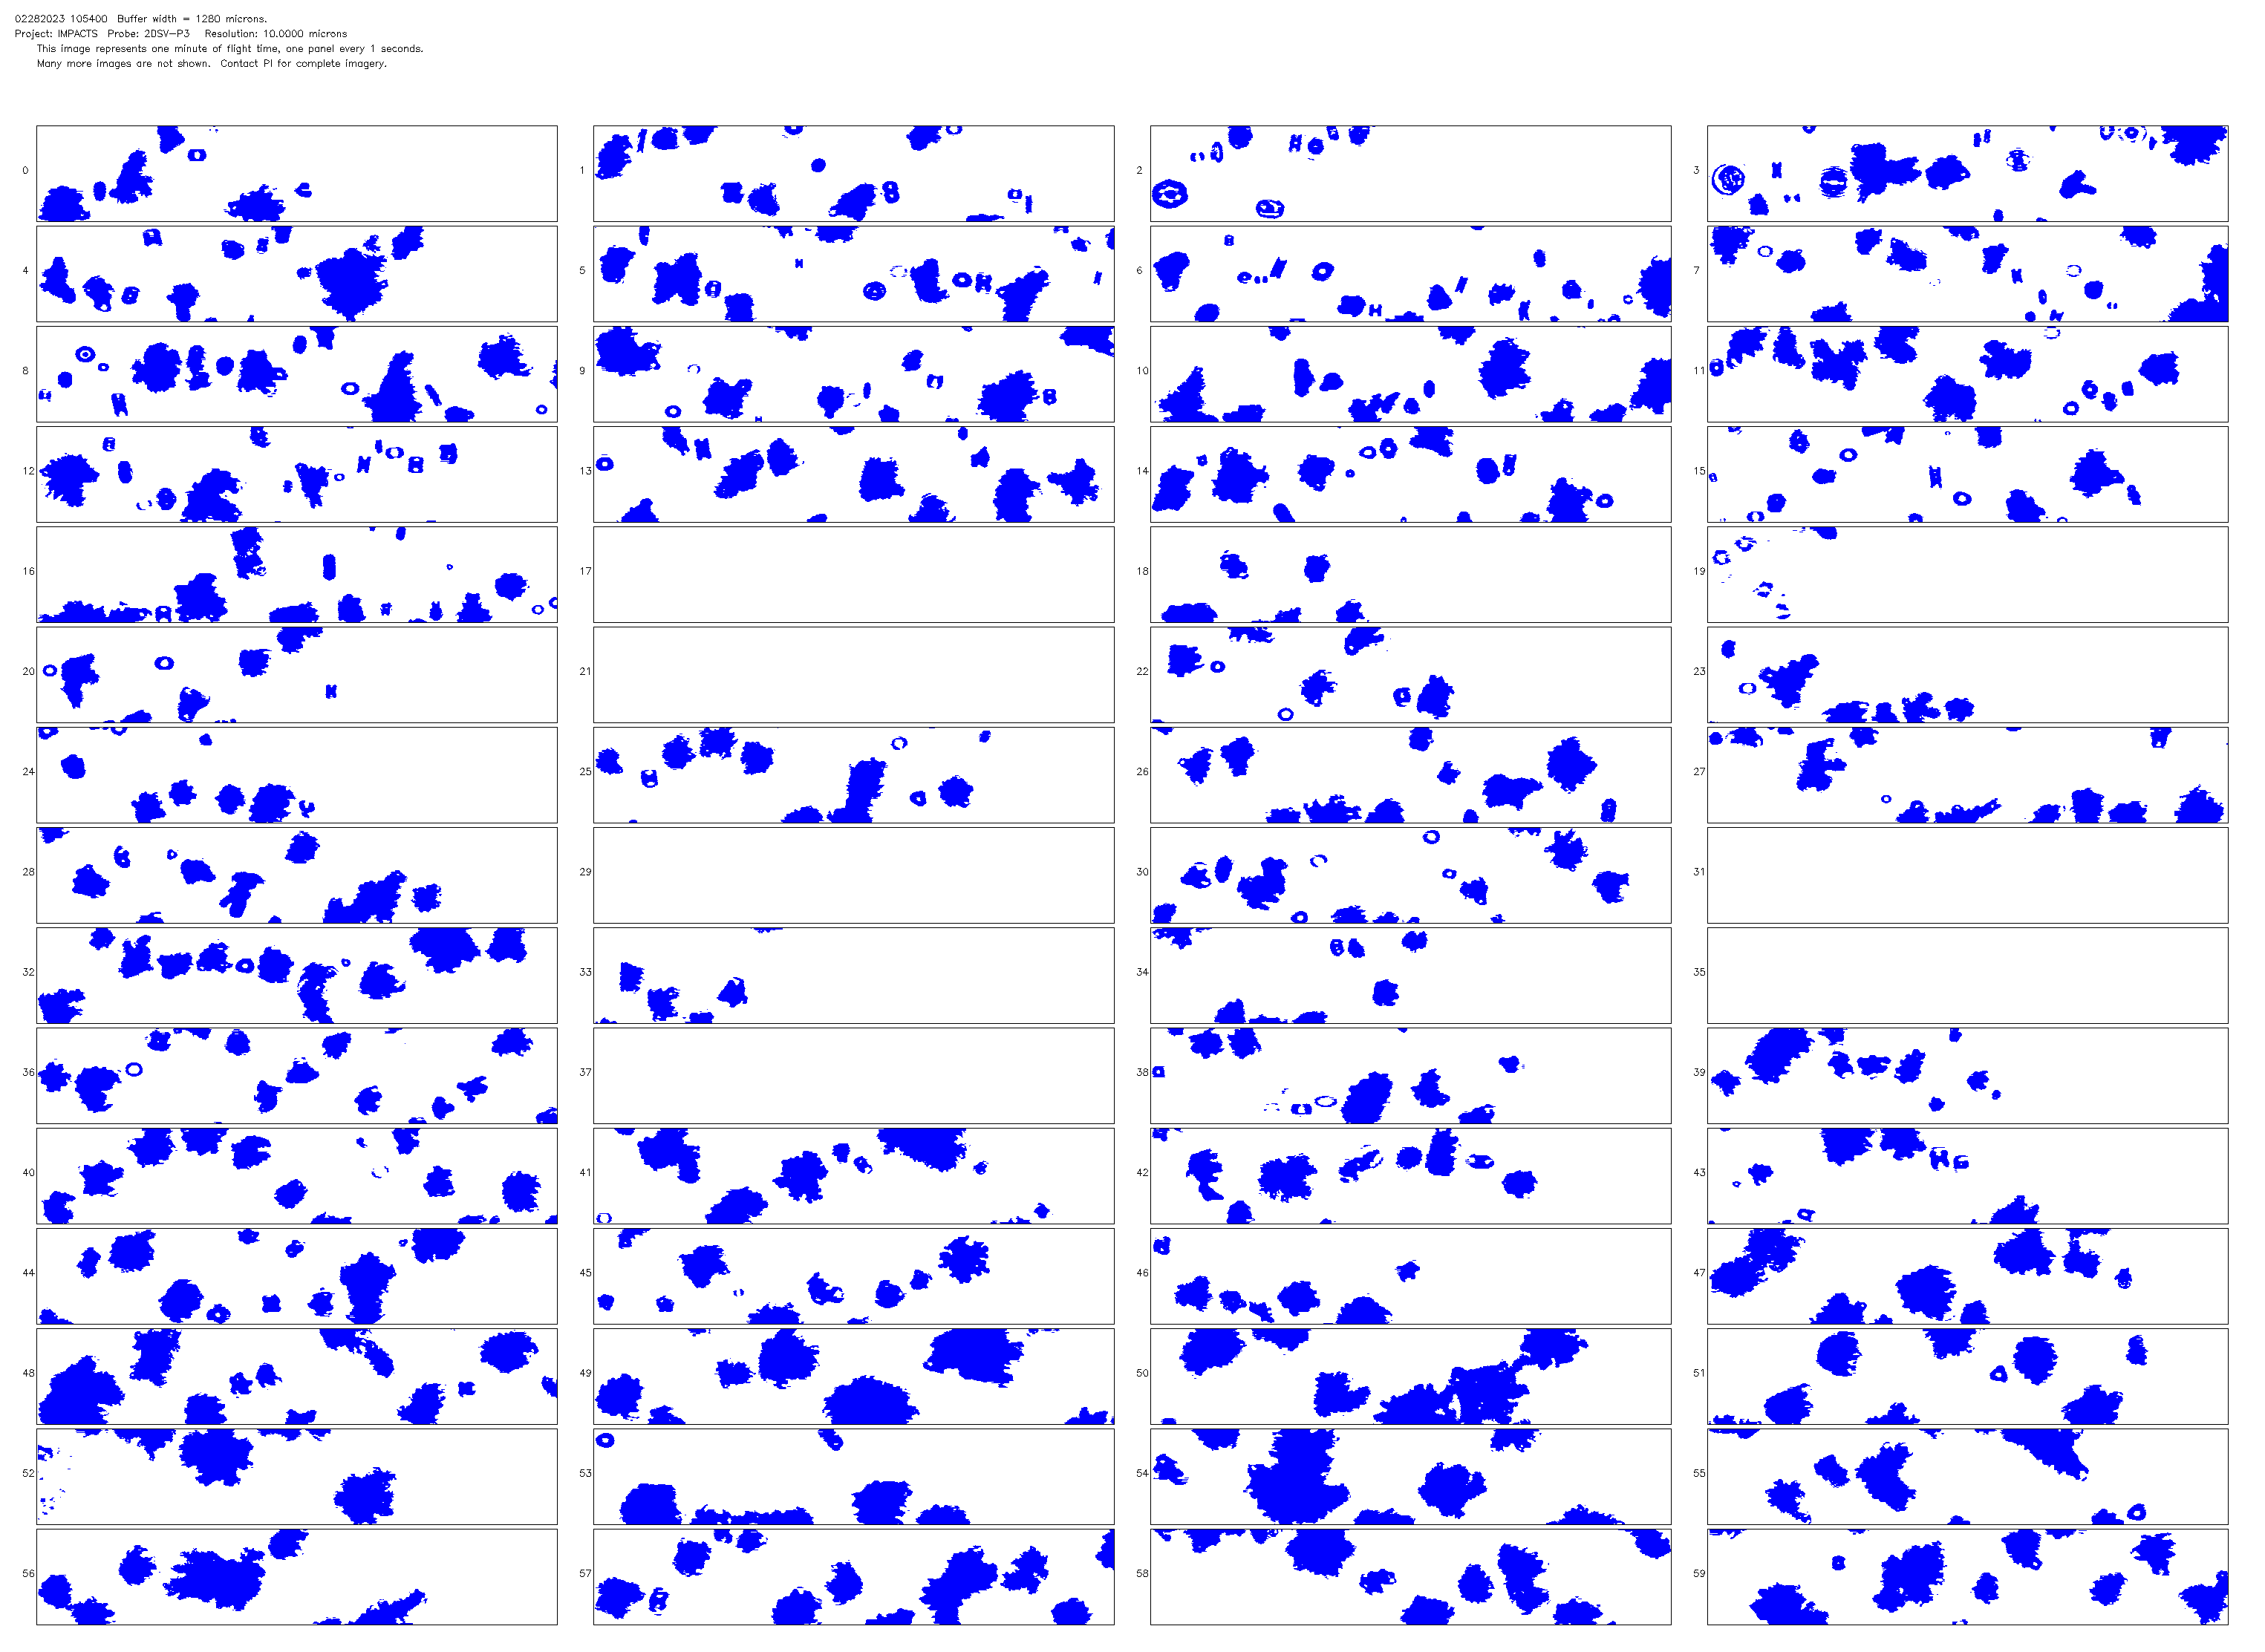 02282023 105400  Buffer width = 1280 microns.
Project: IMPACTS  Probe: 2DSV-P3  Resolution: 10.0000 microns
This image represents one minute of flight time, one panel every 1 seconds.
Many more images are not shown.  Contact PI for complete imagery.
0 1 2 3
4 5 6 7
8 9 10 11
12 13 14 15
16 17 18 19
20 21 22 23
24 25 26 27
28 29 30 31
32 33 34 35
36 37 38 39
40 41 42 43
44 45 46 47
48 49 50 51
52 53 54 55
56 57 58 59